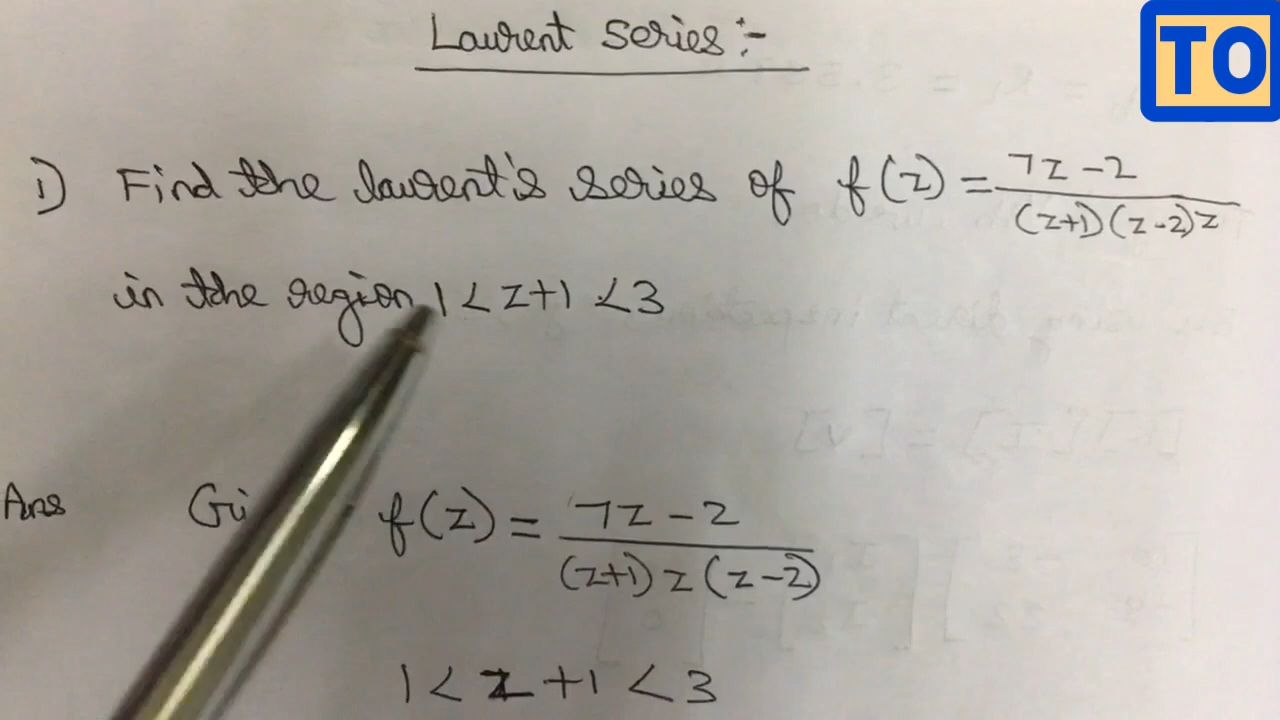 Laurent series :-
TO
1) Find the laurent's series of f(z) = 7z-2 / (z+1)(z-2)z
in the region 1 < z+1 < 3
Ans Gi f(z) = 7z-2 / (z+1) z (z-2)
1 < z+1 < 3